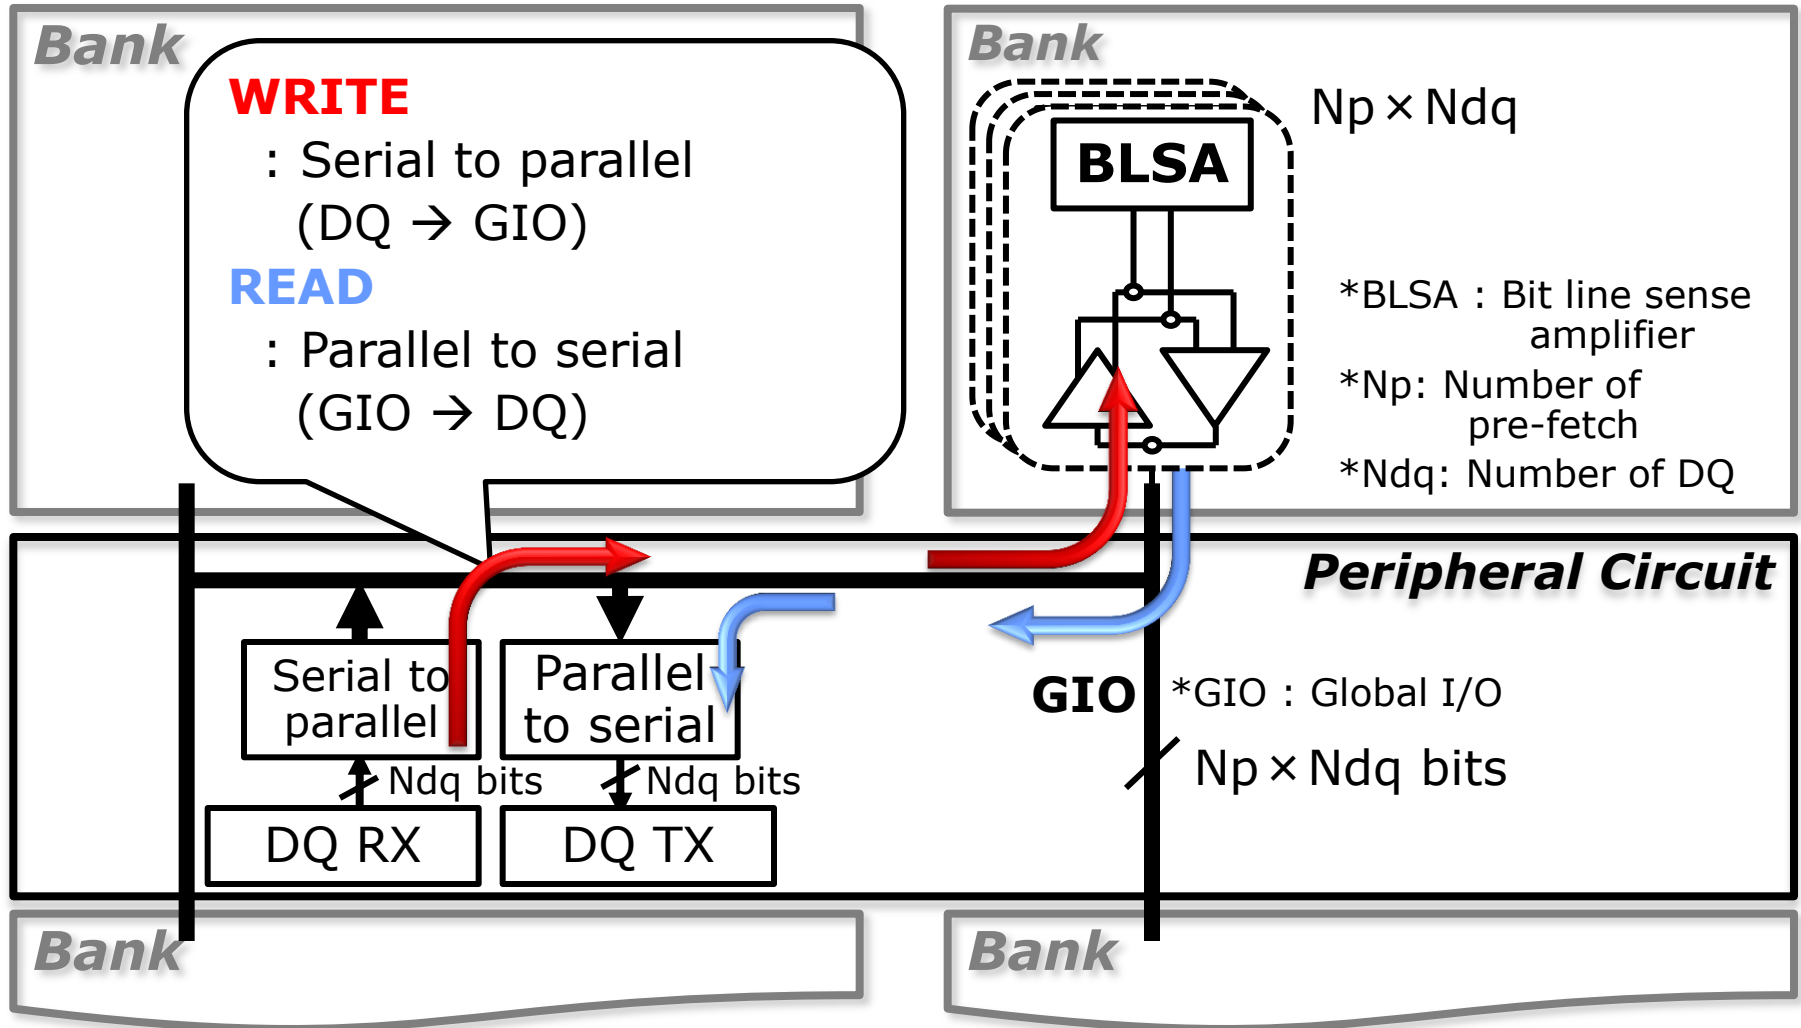 Bank
WRITE
: Serial to parallel
(DQ → GIO)
READ
: Parallel to serial
(GIO → DQ)
Bank
Np × Ndq
BLSA
*BLSA : Bit line sense
amplifier
*Np: Number of
pre-fetch
*Ndq: Number of DQ
Peripheral Circuit
Serial to
parallel
Parallel
to serial
GIO
*GIO : Global I/O
Np × Ndq bits
Ndq bits
Ndq bits
DQ RX
DQ TX
Bank
Bank